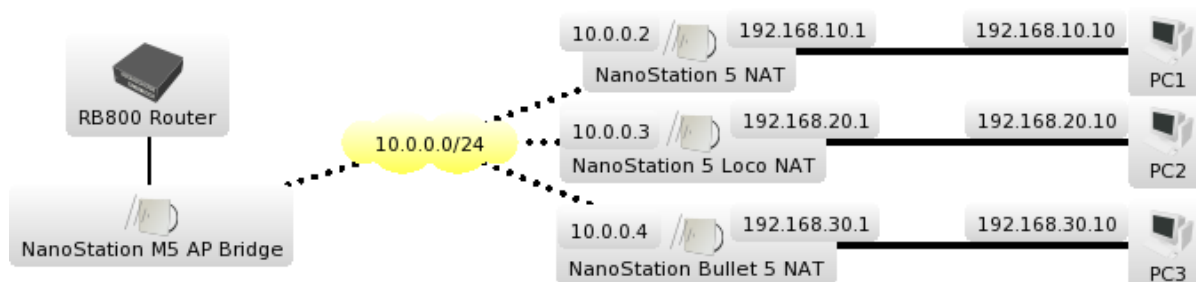 10.0.0.2
192.168.10.1
192.168.10.10
NanoStation 5 NAT
PC1
RB800 Router
10.0.0.0/24
10.0.0.3
192.168.20.1
192.168.20.10
NanoStation 5 Loco NAT
PC2
NanoStation M5 AP Bridge
10.0.0.4
192.168.30.1
192.168.30.10
NanoStation Bullet 5 NAT
PC3